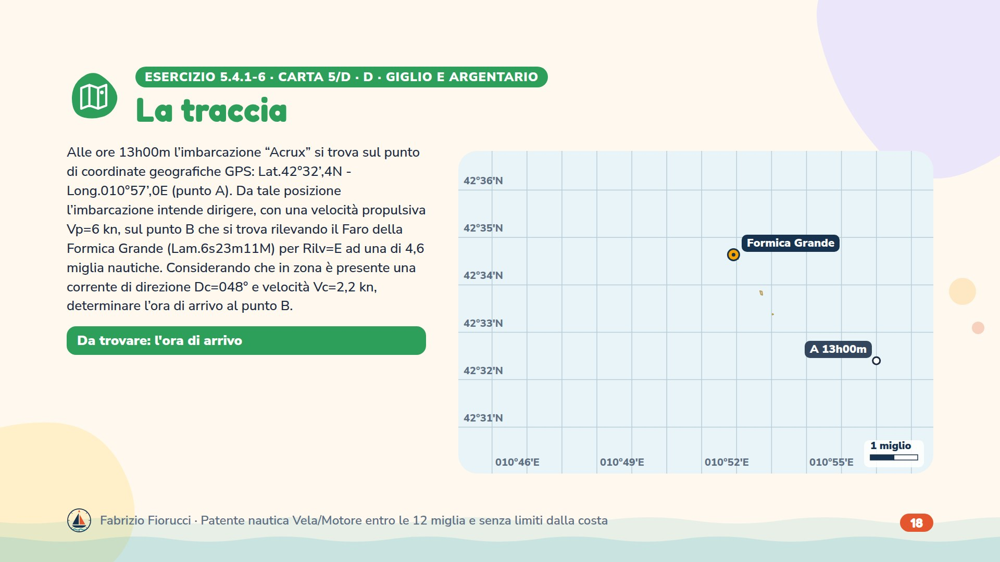 ESERCIZIO 5.4.1-6 · CARTA 5/D · D · GIGLIO E ARGENTARIO
La traccia
Alle ore 13h00m l’imbarcazione “Acrux” si trova sul punto
di coordinate geografiche GPS: Lat.42°32’,4N -
Long.010°57’,0E (punto A). Da tale posizione
l’imbarcazione intende dirigere, con una velocità propulsiva
Vp=6 kn, sul punto B che si trova rilevando il Faro della
Formica Grande (Lam.6s23m11M) per Rilv=E ad una di 4,6
miglia nautiche. Considerando che in zona è presente una
corrente di direzione Dc=048° e velocità Vc=2,2 kn,
determinare l’ora di arrivo al punto B.
Da trovare: l'ora di arrivo
42°36'N
42°35'N
Formica Grande
42°34'N
42°33'N
A 13h00m
42°32'N
42°31'N
1 miglio
010°46'E
010°49'E
010°52'E
010°55'E
Fabrizio Fiorucci · Patente nautica Vela/Motore entro le 12 miglia e senza limiti dalla costa
18